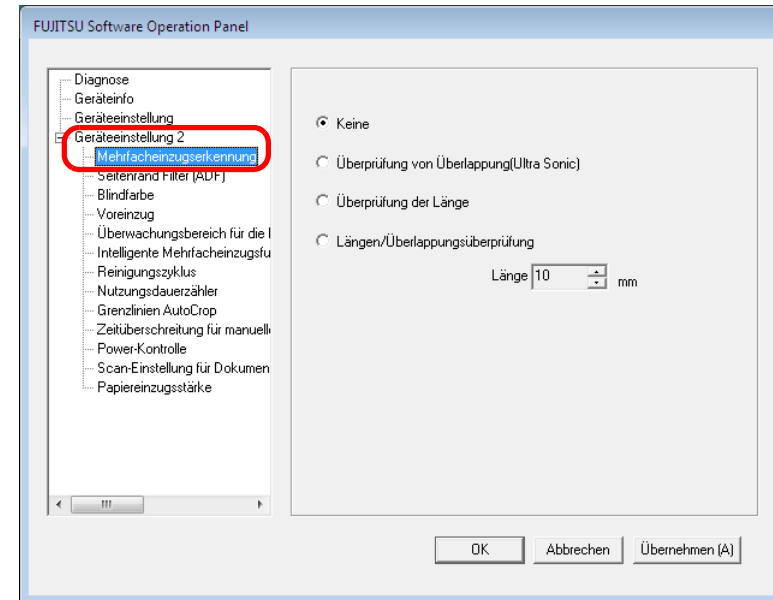 FUJITSU Software Operation Panel
Diagnose
Geräteinfo
Geräteeinstellung
Geräteeinstellung 2
Mehrfacheinzugserkennung
Seitenrand Filter (ADF)
Blindfarbe
Voreinzug
Überwachungsbereich für die I
Intelligente Mehrfacheinzugsfu
Reinigungszyklus
Nutzungsdauerzähler
Grenzlinien AutoCrop
Zeitüberschreitung für manuell
Power-Kontrolle
Scan-Einstellung für Dokumen
Papiereinzugsstärke
Keine
Überprüfung von Überlappung(Ultra Sonic)
Überprüfung der Länge
Längen/Überlappungsüberprüfung
Länge 10 mm
OK Abbrechen Übernehmen (A)